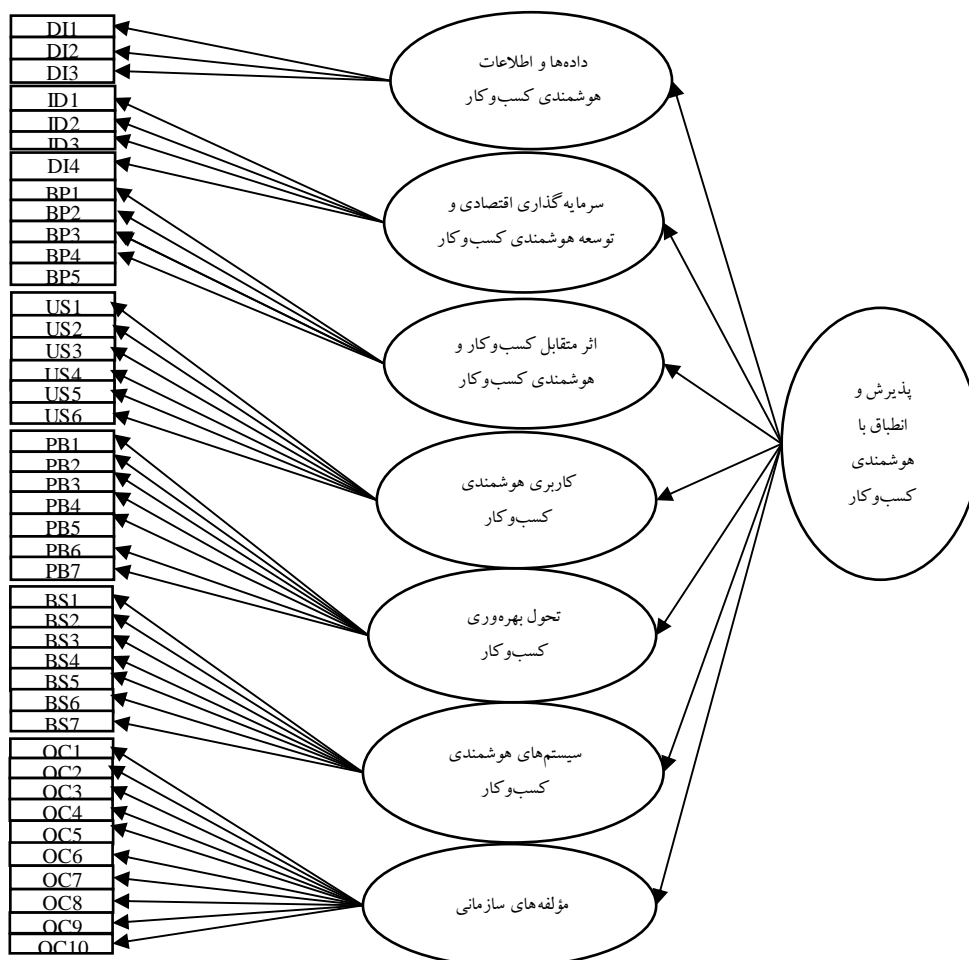 DI1
DI2
DI3
ID1
ID2
ID3
DI4
BP1
BP2
BP3
BP4
BP5
US1
US2
US3
US4
US5
US6
PB1
PB2
PB3
PB4
PB5
PB6
PB7
BS1
BS2
BS3
BS4
BS5
BS6
BS7
OC1
OC2
OC3
OC4
OC5
OC6
OC7
OC8
OC9
OC10
داده‌ها و اطلاعات
هوشمندی کسب‌وکار
سرمایه‌گذاری اقتصادی و
توسعه هوشمندی کسب‌وکار
اثر متقابل کسب‌وکار و
هوشمندی کسب‌وکار
کاربری هوشمندی
کسب‌وکار
تحول بهره‌وری
کسب‌وکار
سیستم‌های هوشمندی
کسب‌وکار
مؤلفه‌های سازمانی
پذیرش و
انطباق با
هوشمندی
کسب‌وکار